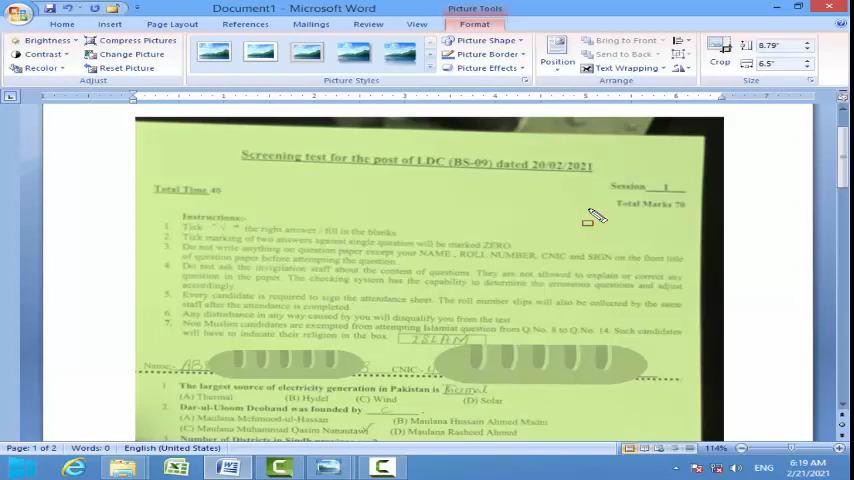 Document1 - Microsoft Word
Picture Tools
Home
Insert
Page Layout
References
Mailings
Review
View
Format
Brightness
Compress Pictures
Contrast
Change Picture
Recolor
Reset Picture
Adjust
Picture Styles
Picture Shape
Picture Border
Picture Effects
Position
Bring to Front
Send to Back
Text Wrapping
Arrange
Crop
8.79"
6.5"
Size
Screening test for the post of LDC (BS-09) dated 20/02/2021
Session 1
Total Time 40
Total Marks 70
Instructions:-
1. Tick "√" the right answer / fill in the blanks
2. Tick marking of two answers against single question will be marked ZERO.
3. Do not write anything on question paper except your NAME, ROLL NUMBER, CNIC and SIGN on the front title
of question paper before attempting the question.
4. Do not ask the invigilation staff about the content of questions. They are not allowed to explain or correct any
question in the paper. The checking system has the capability to determine the erroneous questions and adjust
accordingly.
5. Every candidate is required to sign the attendance sheet. The roll number slips will also be collected by the same
staff after the attendance is completed.
6. Any disturbance in any way caused by you will disqualify you from the test
7. Non Muslim candidates are exempted from attempting Islamiat question from Q.No. 8 to Q.No. 14. Such candidates
will have to indicate their religion in the box. ISLAM
Name:- AB CNIC:-
1 The largest source of electricity generation in Pakistan is Thermal
(A) Thermal (B) Hydel (C) Wind (D) Solar
2. Dar-ul-Uloom Deoband was founded by C .
(A) Maulana Mehmood-ul-Hassan (B) Maulana Hussain Ahmed Madni
(C) Maulana Muhammad Qasim Nanautawi (D) Maulana Rasheed Ahmed
3. Number of Districts in Sindh
Page: 1 of 2
Words: 0
English (United States)
114%
ENG
6:19 AM
2/21/2021